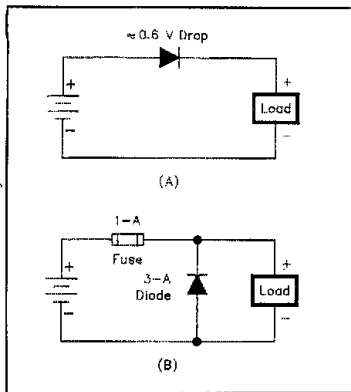 ≈ 0.6 V Drop
+
+
Load
−
−
(A)
1-A
Fuse
+
+
3-A
Diode
Load
−
−
(B)